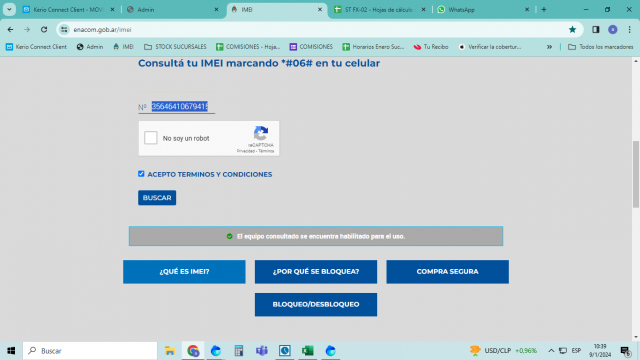 Kerio Connect Client - MOVI
Admin
IMEI
ST FX-02 - Hojas de cálculo
WhatsApp
enacom.gob.ar/imei
Kerio Connect Client
Admin
IMEI
STOCK SUCURSALES
COMISIONES - Hoja...
COMISIONES
Horarios Enero Suc...
Tu Recibo
Verificar la cobertur...
Todos los marcadores
Consultá tu IMEI marcando *#06# en tu celular
Nº 35646410679415
No soy un robot
reCAPTCHA
Privacidad - Términos
ACEPTO TERMINOS Y CONDICIONES
BUSCAR
El equipo consultado se encuentra habilitado para el uso.
¿QUÉ ES IMEI?
¿POR QUÉ SE BLOQUEA?
COMPRA SEGURA
BLOQUEO/DESBLOQUEO
Buscar
USD/CLP +0,96%
ESP
10:39
9/1/2024